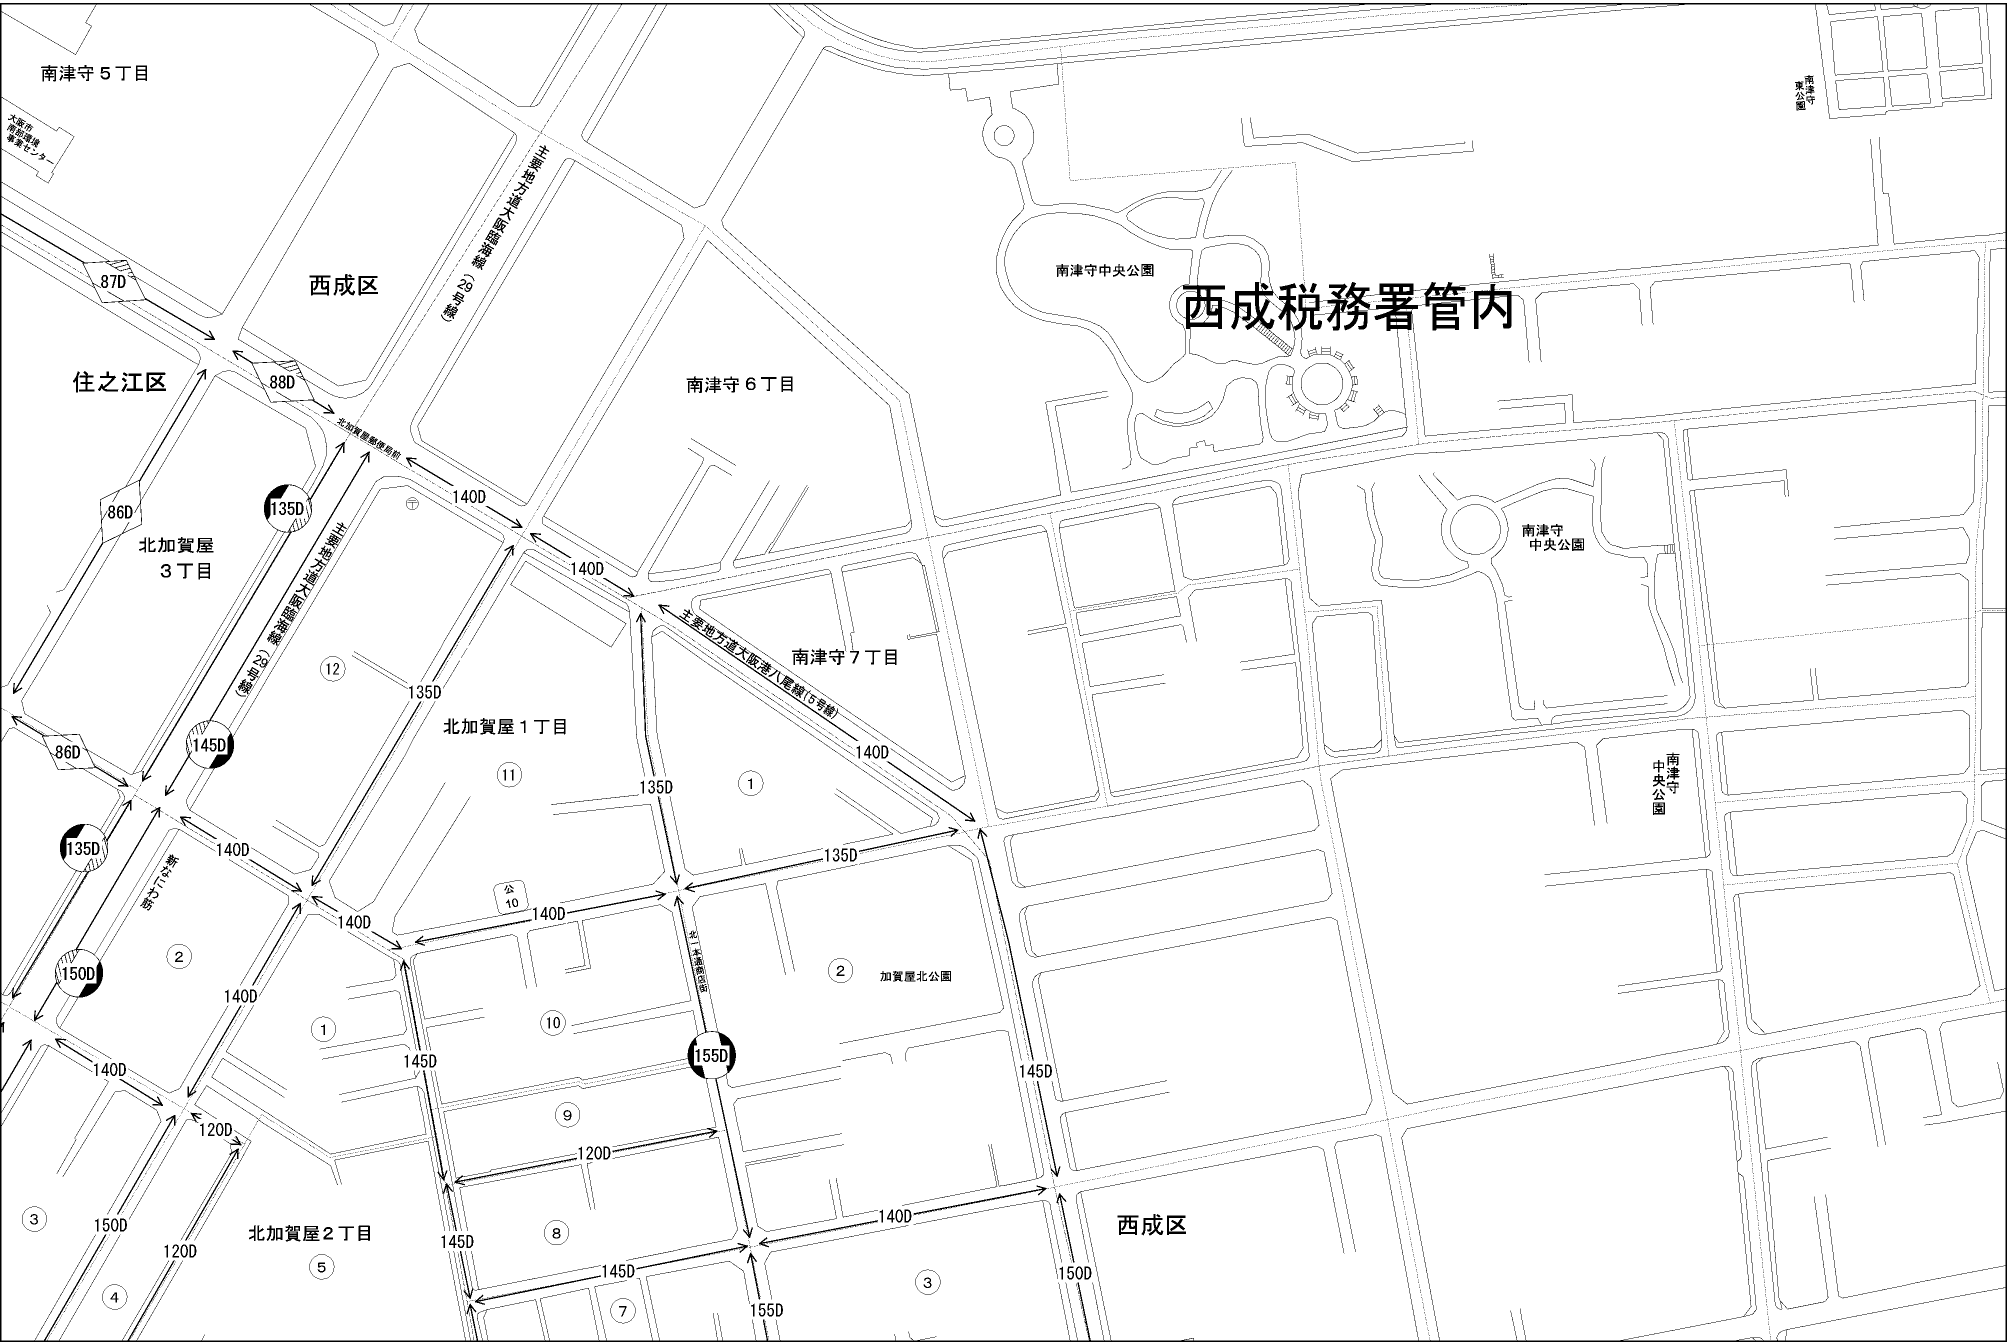 南津守５丁目
大阪市
南部環境
事業センター
南津守
東公園
主要地方道大阪臨海線（29号線）
87D
西成区
南津守中央公園
西成税務署管内
住之江区
88D
南津守６丁目
北加賀屋郵便局前
140D
86D
135D
〒
北加賀屋
３丁目
主要地方道大阪臨海線（29号線）
南津守
中央公園
140D
主要地方道大阪港八尾線(5号線)
南津守７丁目
12
135D
北加賀屋１丁目
86D
145D
140D
11
135D
1
南津守
中央公園
135D
140D
135D
新なにわ筋
公
10
140D
140D
2
150D
140D
北一本通商店街
2
加賀屋北公園
1
10
155D
140D
145D
145D
9
120D
120D
3
150D
120D
北加賀屋２丁目
5
145D
8
140D
西成区
4
145D
7
155D
3
150D